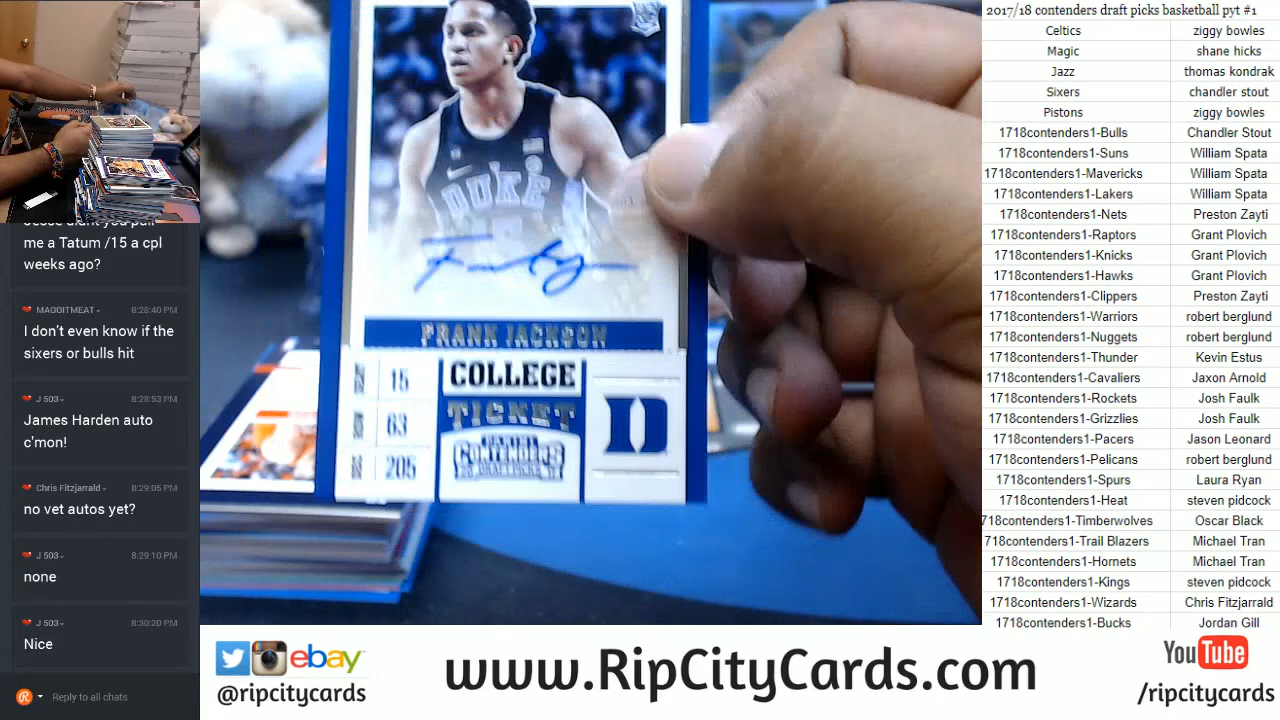 me a Tatum /15 a cpl
weeks ago?
MAGGITMEAT - 8:28:40 PM
I don't even know if the
sixers or bulls hit
J 503 - 8:28:53 PM
James Harden auto
c'mon!
Chris Fitzjarrald - 8:29:05 PM
no vet autos yet?
J 503 - 8:29:10 PM
none
J 503 - 8:30:20 PM
Nice
Reply to all chats
DUKE
FRANK JACKSON
15
63
205
COLLEGE
TICKET
PANINI
CONTENDERS
D
2017/18 contenders draft picks basketball pyt #1
Celtics ziggy bowles
Magic shane hicks
Jazz thomas kondrak
Sixers chandler stout
Pistons ziggy bowles
1718contenders1-Bulls Chandler Stout
1718contenders1-Suns William Spata
1718contenders1-Mavericks William Spata
1718contenders1-Lakers William Spata
1718contenders1-Nets Preston Zayti
1718contenders1-Raptors Grant Plovich
1718contenders1-Knicks Grant Plovich
1718contenders1-Hawks Grant Plovich
1718contenders1-Clippers Preston Zayti
1718contenders1-Warriors robert berglund
1718contenders1-Nuggets robert berglund
1718contenders1-Thunder Kevin Estus
1718contenders1-Cavaliers Jaxon Arnold
1718contenders1-Rockets Josh Faulk
1718contenders1-Grizzlies Josh Faulk
1718contenders1-Pacers Jason Leonard
1718contenders1-Pelicans robert berglund
1718contenders1-Spurs Laura Ryan
1718contenders1-Heat steven pidcock
718contenders1-Timberwolves Oscar Black
718contenders1-Trail Blazers Michael Tran
1718contenders1-Hornets Michael Tran
1718contenders1-Kings steven pidcock
1718contenders1-Wizards Chris Fitzjarrald
1718contenders1-Bucks Jordan Gill
ebay
@ripcitycards
www.RipCityCards.com
YouTube
/ripcitycards